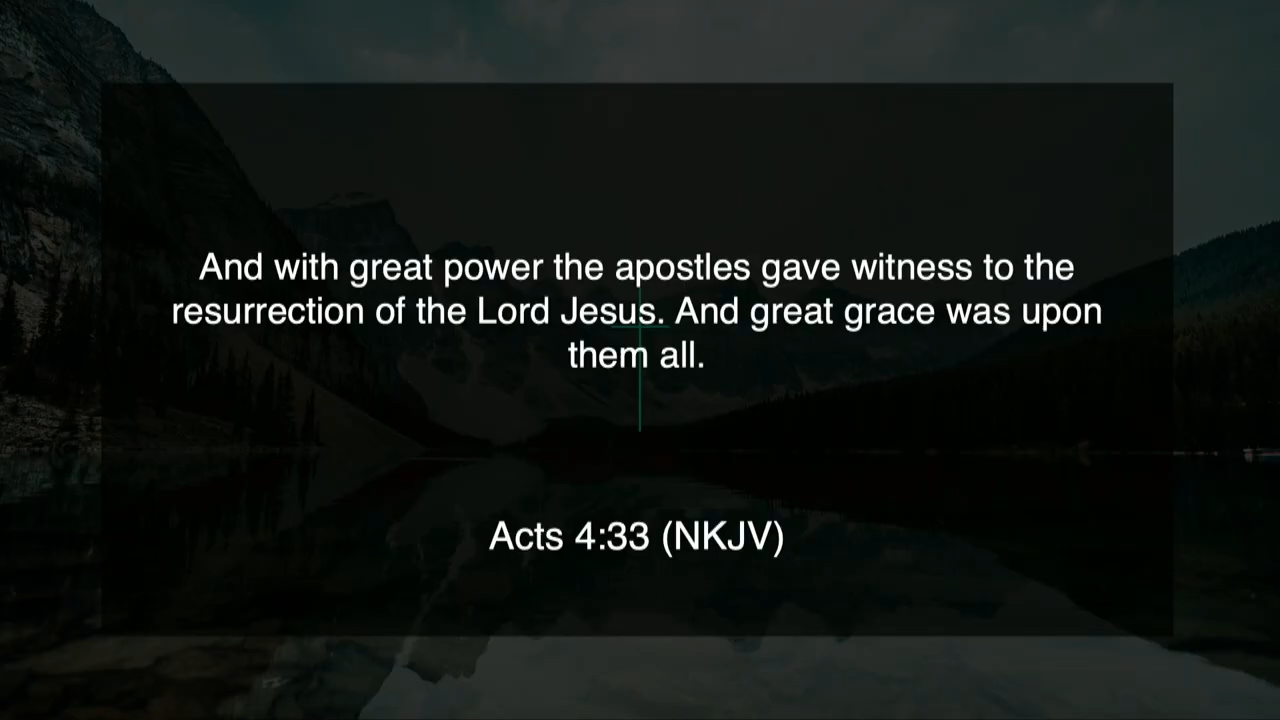 And with great power the apostles gave witness to the
resurrection of the Lord Jesus. And great grace was upon
them all.
Acts 4:33 (NKJV)